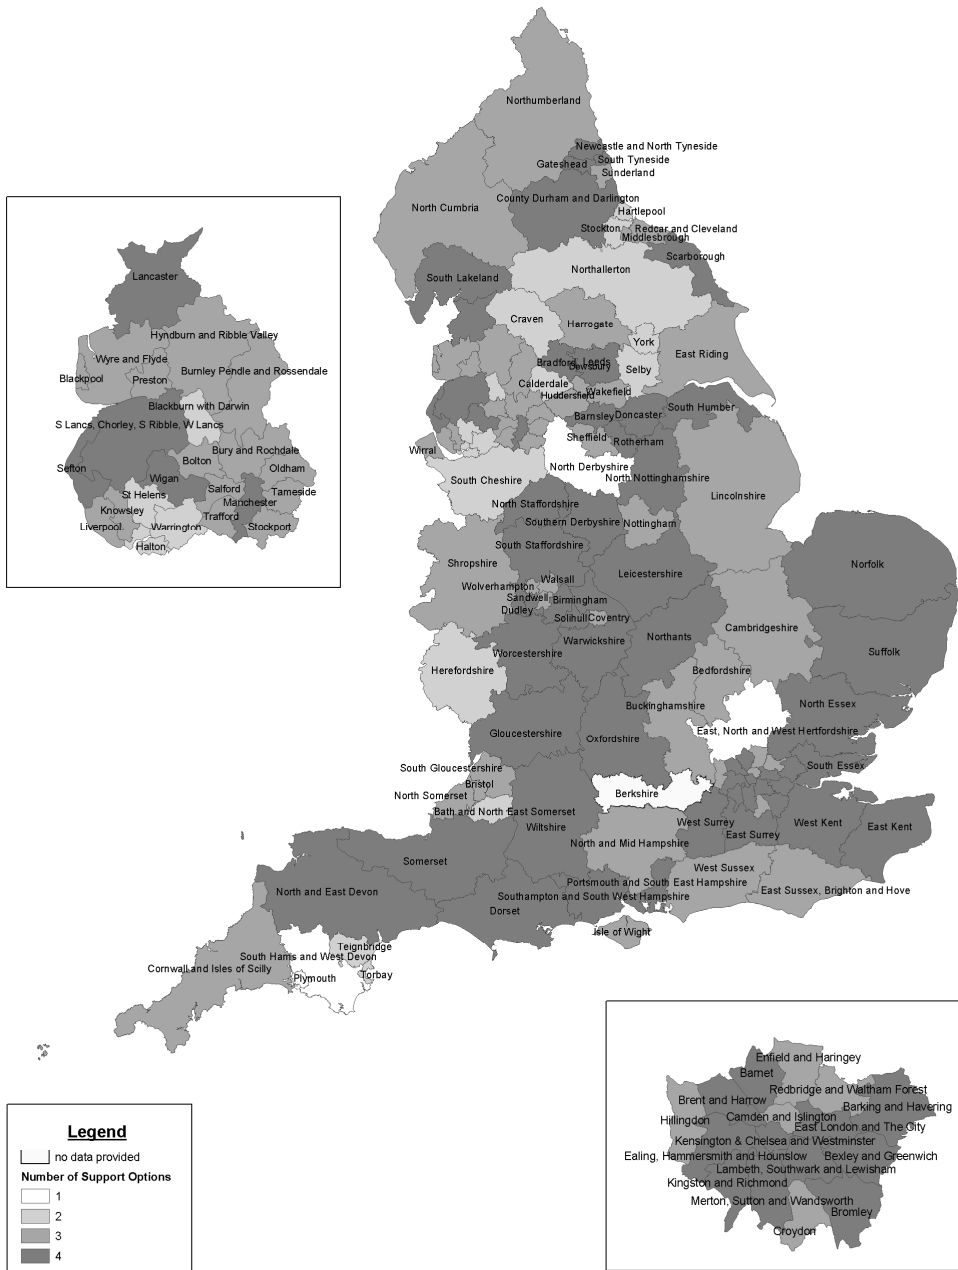 Northumberland
Newcastle and North Tyneside
South Tyneside
Gateshead
Sunderland
County Durham and Darlington
North Cumbria
Hartlepool
Stockton
Redcar and Cleveland
Middlesbrough
Scarborough
Northallerton
South Lakeland
Craven
Harrogate
York
East Riding
Bradford
Leeds
Dewsbury
Selby
Calderdale
Huddersfield
Wakefield
Barnsley
Doncaster
South Humber
Sheffield
Rotherham
Wirral
North Derbyshire
South Cheshire
North Nottinghamshire
Lincolnshire
North Staffordshire
Southern Derbyshire
Nottingham
South Staffordshire
Shropshire
Leicestershire
Norfolk
Walsall
Wolverhampton
Sandwell
Birmingham
Dudley
Solihull
Coventry
Cambridgeshire
Warwickshire
Northants
Worcestershire
Suffolk
Herefordshire
Bedfordshire
Buckinghamshire
North Essex
Gloucestershire
Oxfordshire
East, North and West Hertfordshire
South Gloucestershire
South Essex
Bristol
North Somerset
Berkshire
Bath and North East Somerset
Wiltshire
West Surrey
East Surrey
West Kent
East Kent
North and Mid Hampshire
Somerset
West Sussex
North and East Devon
Portsmouth and South East Hampshire
East Sussex, Brighton and Hove
Southampton and South West Hampshire
Dorset
Isle of Wight
Teignbridge
South Hams and West Devon
Cornwall and Isles of Scilly
Plymouth
Torbay
Lancaster
Hyndburn and Ribble Valley
Wyre and Flyde
Burnley Pendle and Rossendale
Blackpool
Preston
Blackburn with Darwin
S Lancs, Chorley, S Ribble, W Lancs
Bury and Rochdale
Bolton
Sefton
Oldham
Wigan
Salford
Tameside
St Helens
Manchester
Knowsley
Trafford
Liverpool
Warrington
Stockport
Halton
Enfield and Haringey
Barnet
Redbridge and Waltham Forest
Brent and Harrow
Barking and Havering
Hillingdon
Camden and Islington
East London and The City
Kensington & Chelsea and Westminster
Ealing, Hammersmith and Hounslow
Bexley and Greenwich
Lambeth, Southwark and Lewisham
Kingston and Richmond
Merton, Sutton and Wandsworth
Bromley
Croydon
Legend
no data provided
Number of Support Options
1
2
3
4